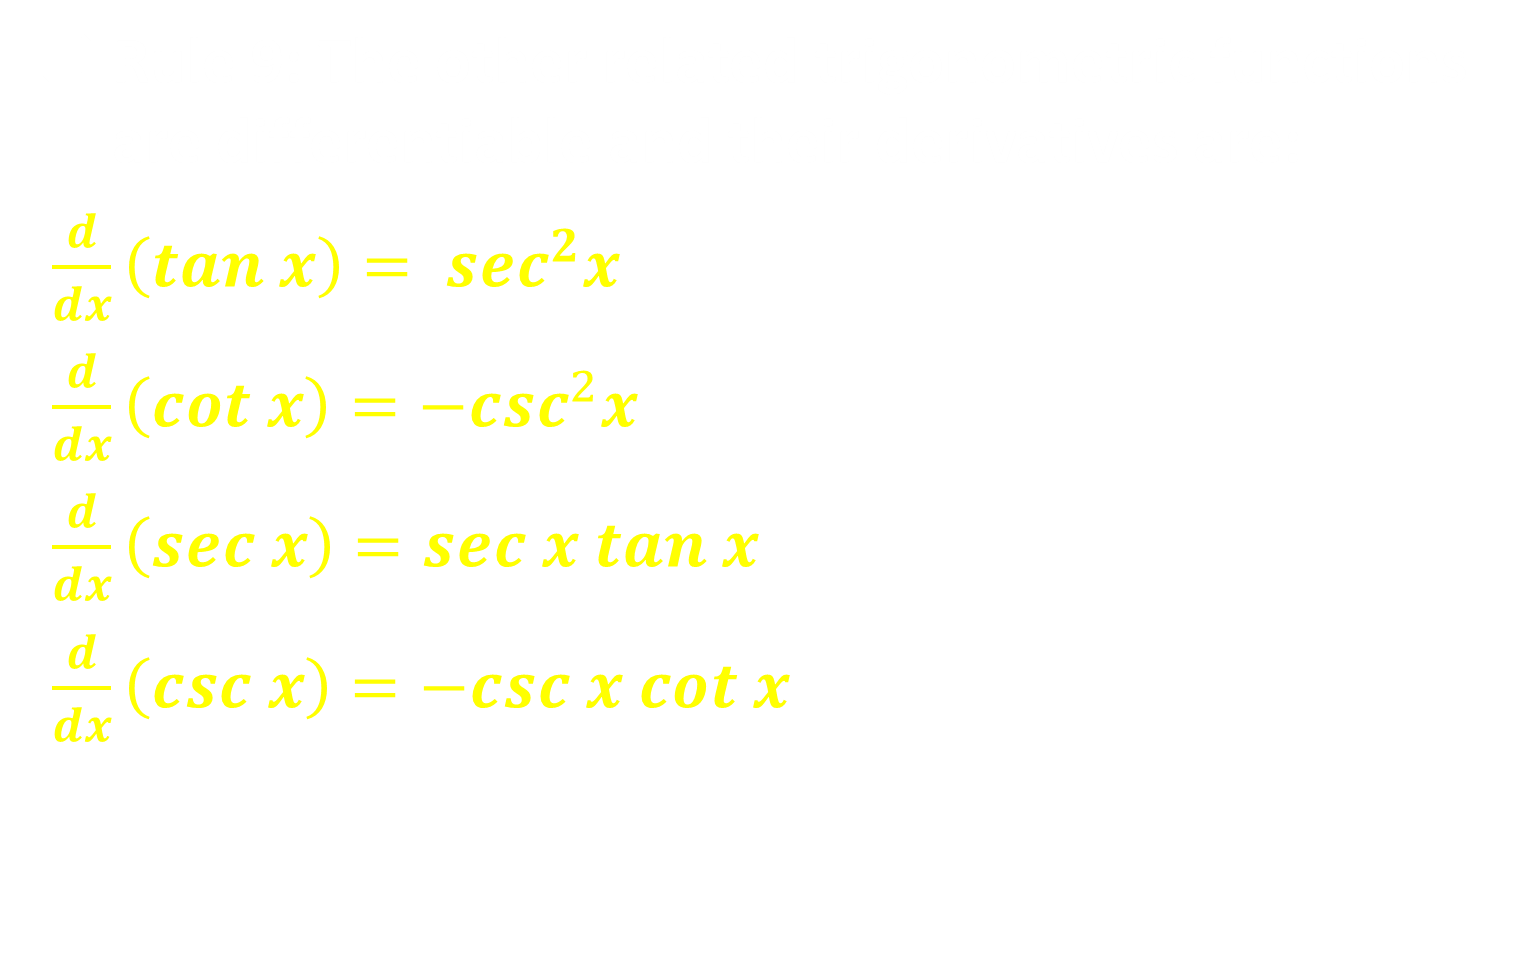 d/dx (tan x) = sec²x
d/dx (cot x) = −csc²x
d/dx (sec x) = sec x tan x
d/dx (csc x) = −csc x cot x